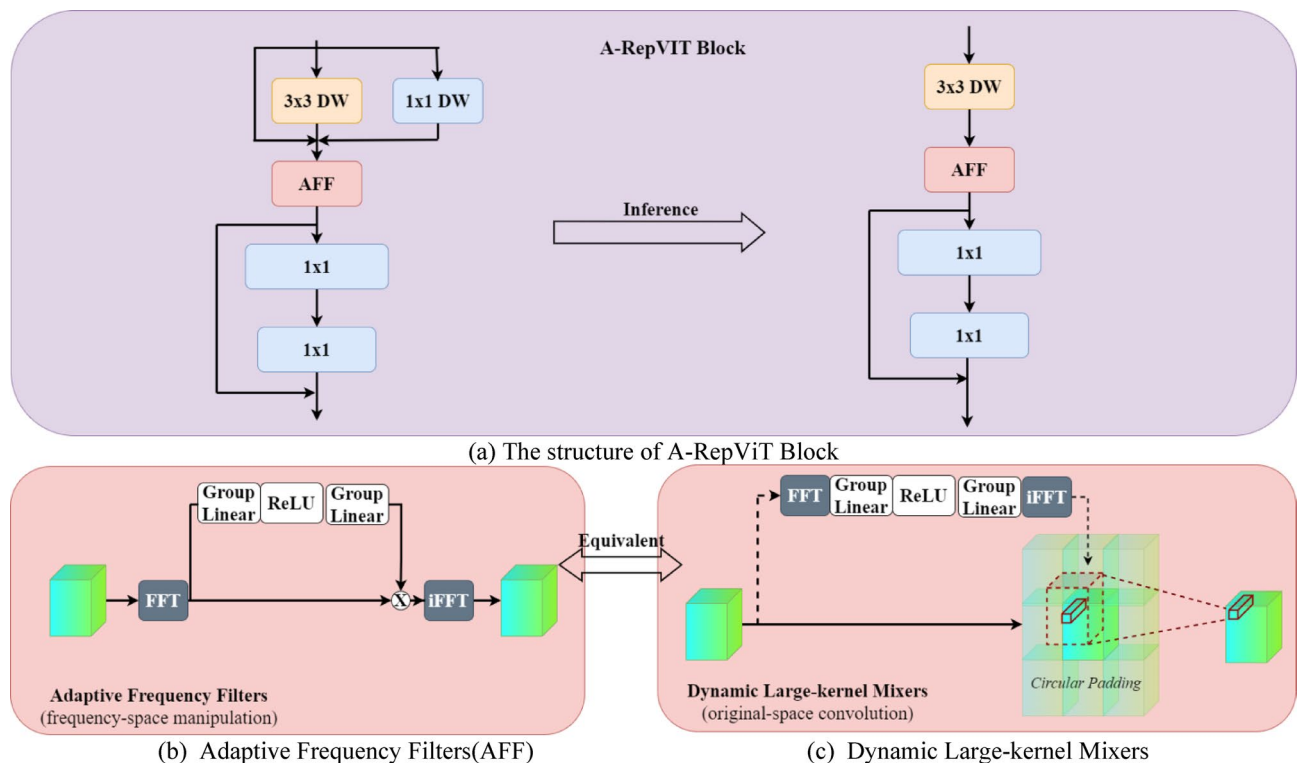 A-RepVIT Block
3x3 DW
1x1 DW
AFF
1x1
1x1
Inference
3x3 DW
AFF
1x1
1x1
(a) The structure of A-RepViT Block
Group Linear
ReLU
Group Linear
FFT
X
iFFT
Adaptive Frequency Filters
(frequency-space manipulation)
Equivalent
FFT
Group Linear
ReLU
Group Linear
iFFT
Circular Padding
Dynamic Large-kernel Mixers
(original-space convolution)
(b) Adaptive Frequency Filters(AFF)
(c) Dynamic Large-kernel Mixers